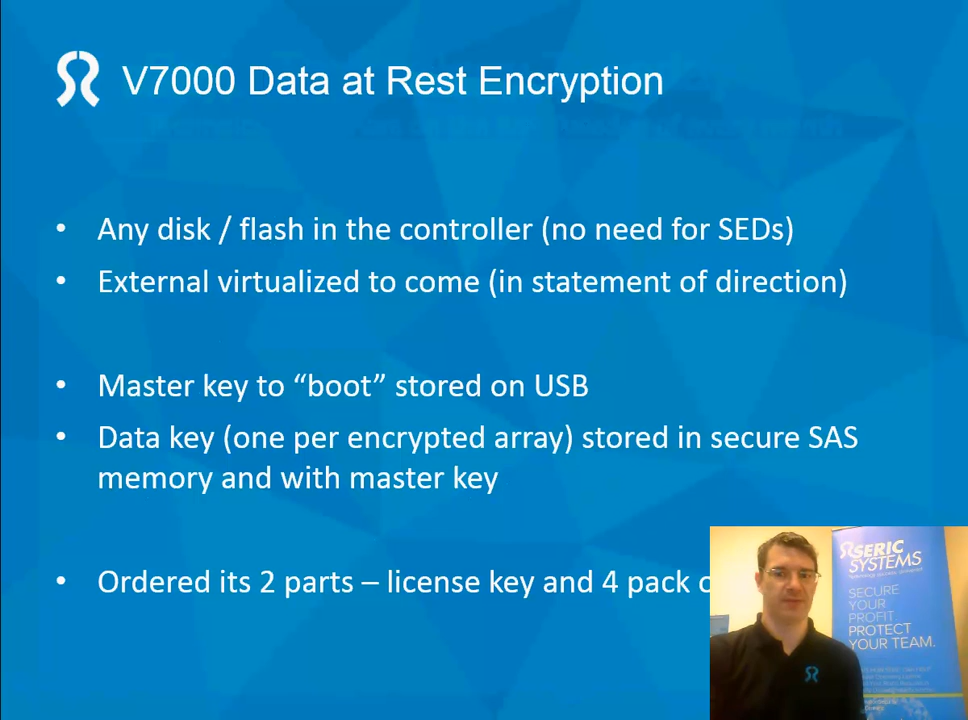 V7000 Data at Rest Encryption
• Any disk / flash in the controller (no need for SEDs)
• External virtualized to come (in statement of direction)
• Master key to “boot” stored on USB
• Data key (one per encrypted array) stored in secure SAS
memory and with master key
• Ordered its 2 parts – license key and 4 pack
SERIC
SYSTEMS
SECURE
YOUR
PROFIT
PROTECT
YOUR TEAM.